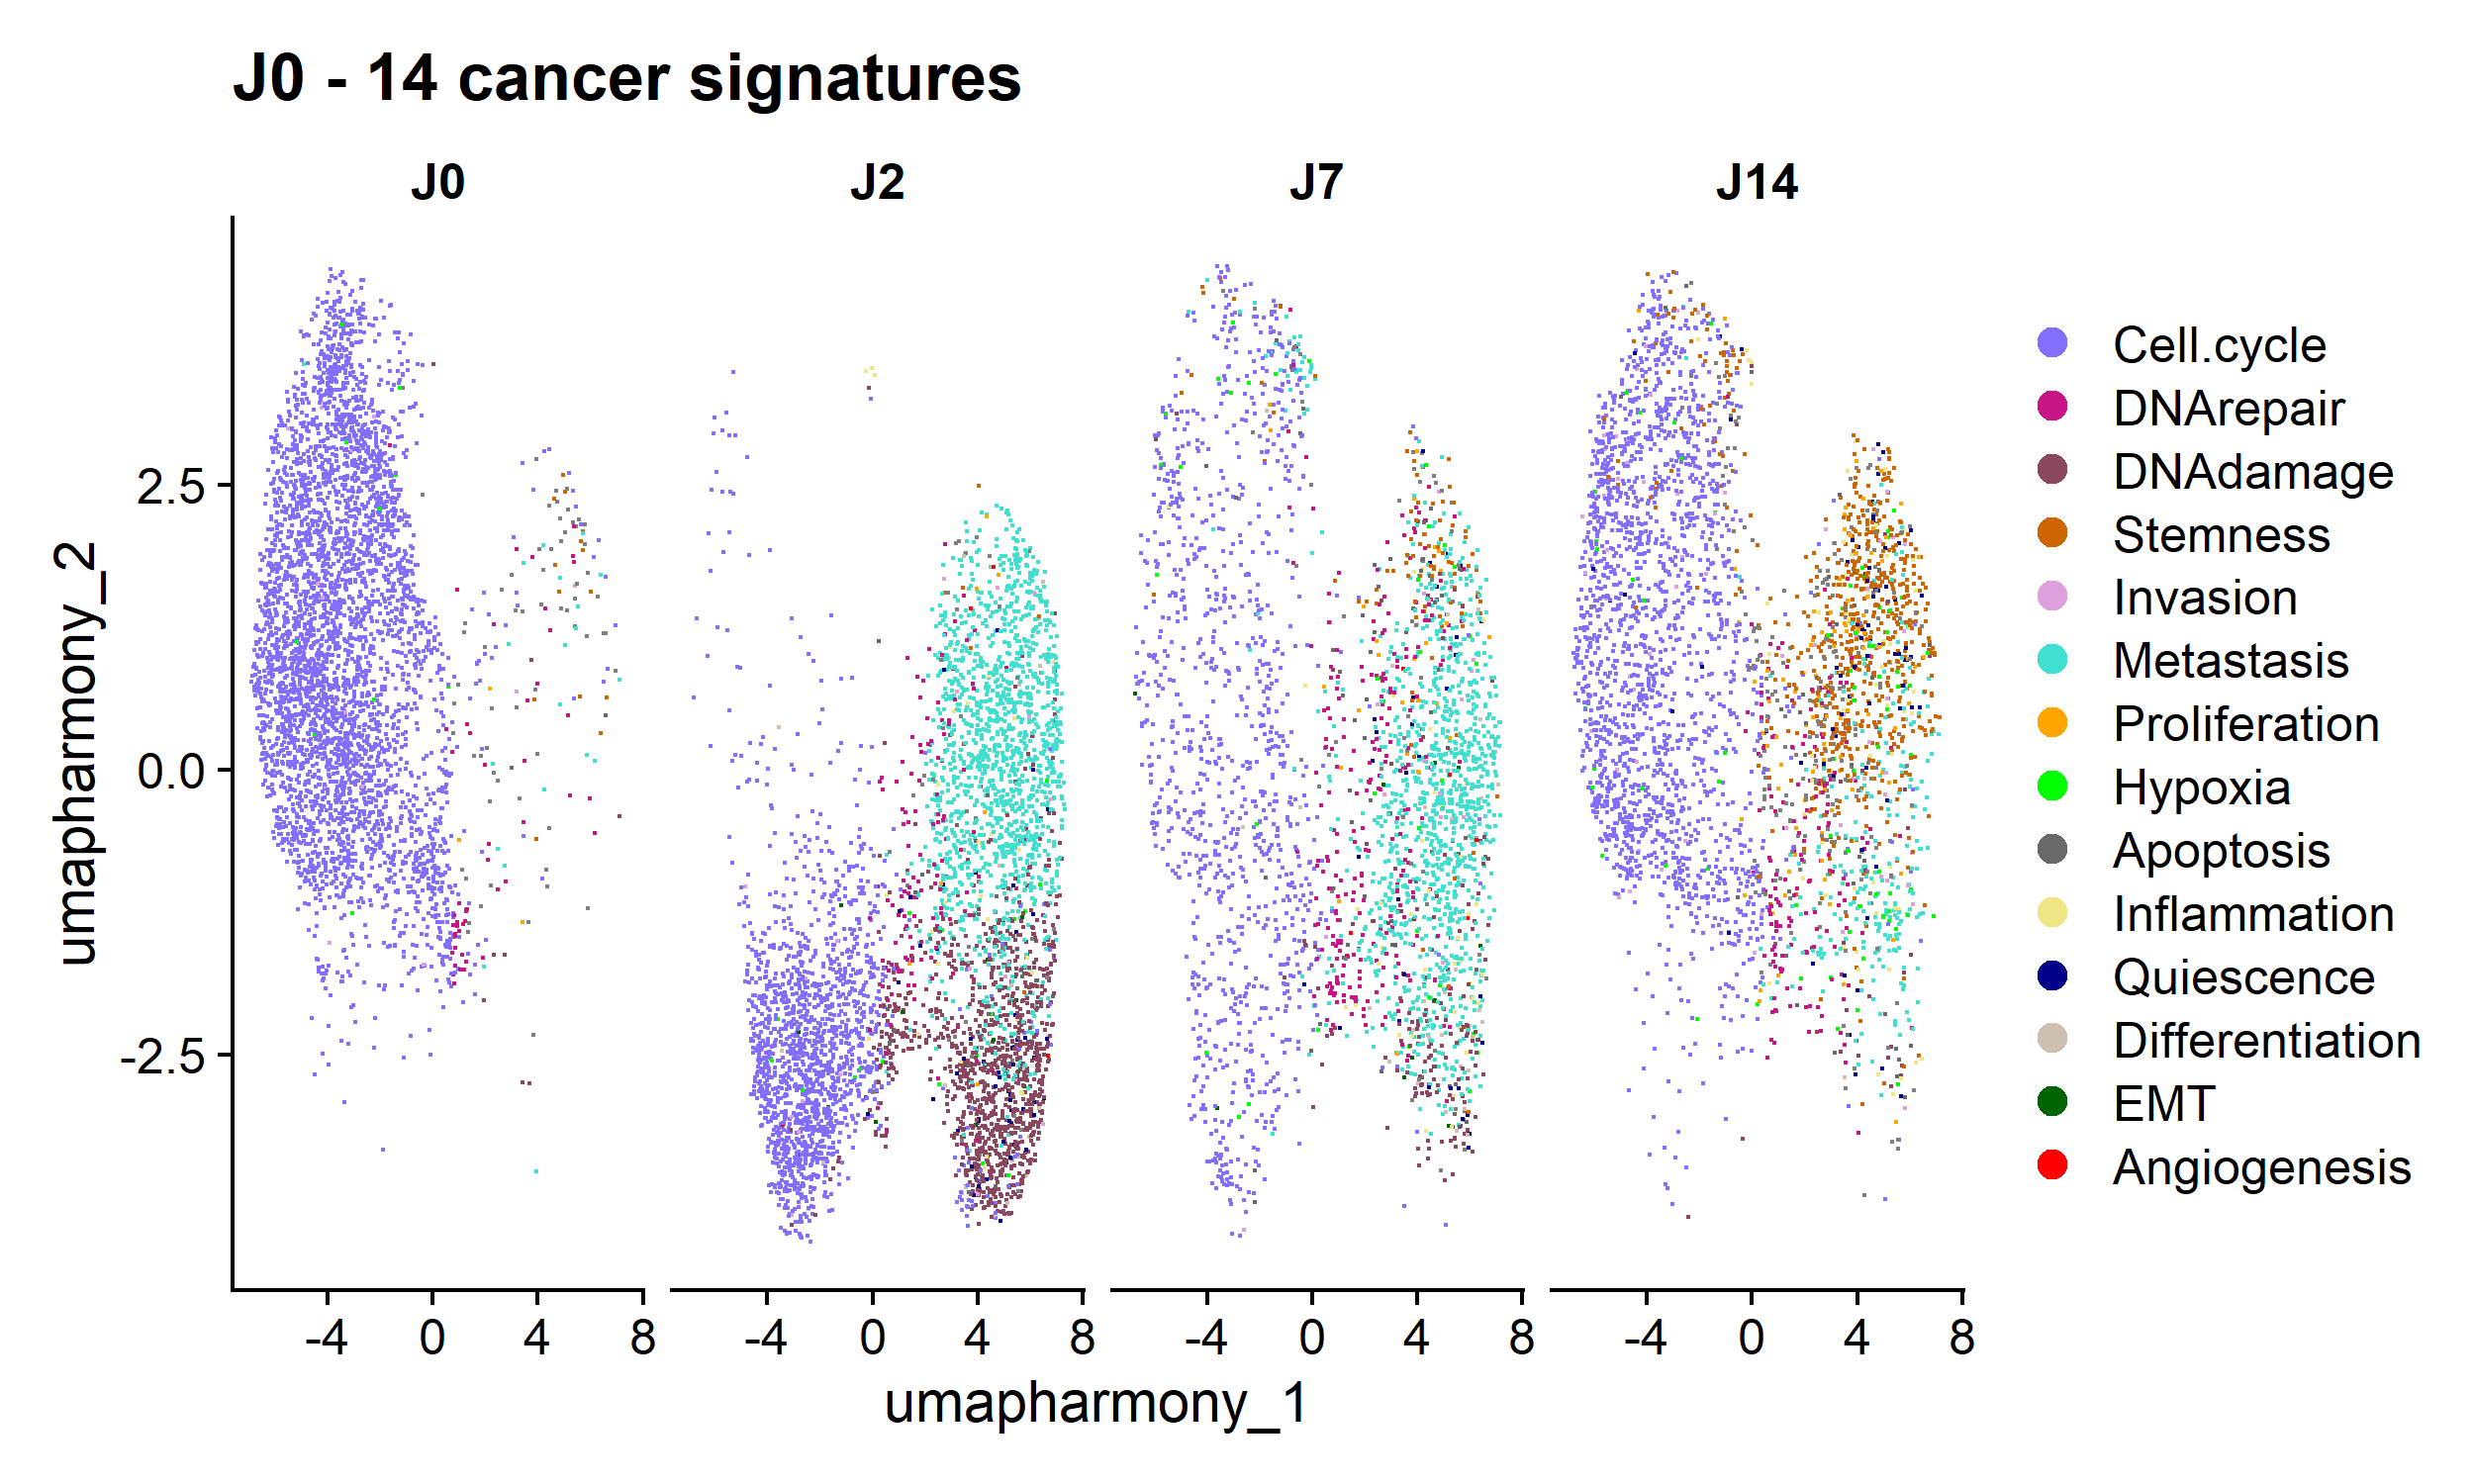 J0 - 14 cancer signatures
J0 J2 J7 J14
umapharmony_2
2.5
0.0
-2.5
-4 0 4 8 -4 0 4 8 -4 0 4 8 -4 0 4 8
umapharmony_1
Cell.cycle
DNArepair
DNAdamage
Stemness
Invasion
Metastasis
Proliferation
Hypoxia
Apoptosis
Inflammation
Quiescence
Differentiation
EMT
Angiogenesis